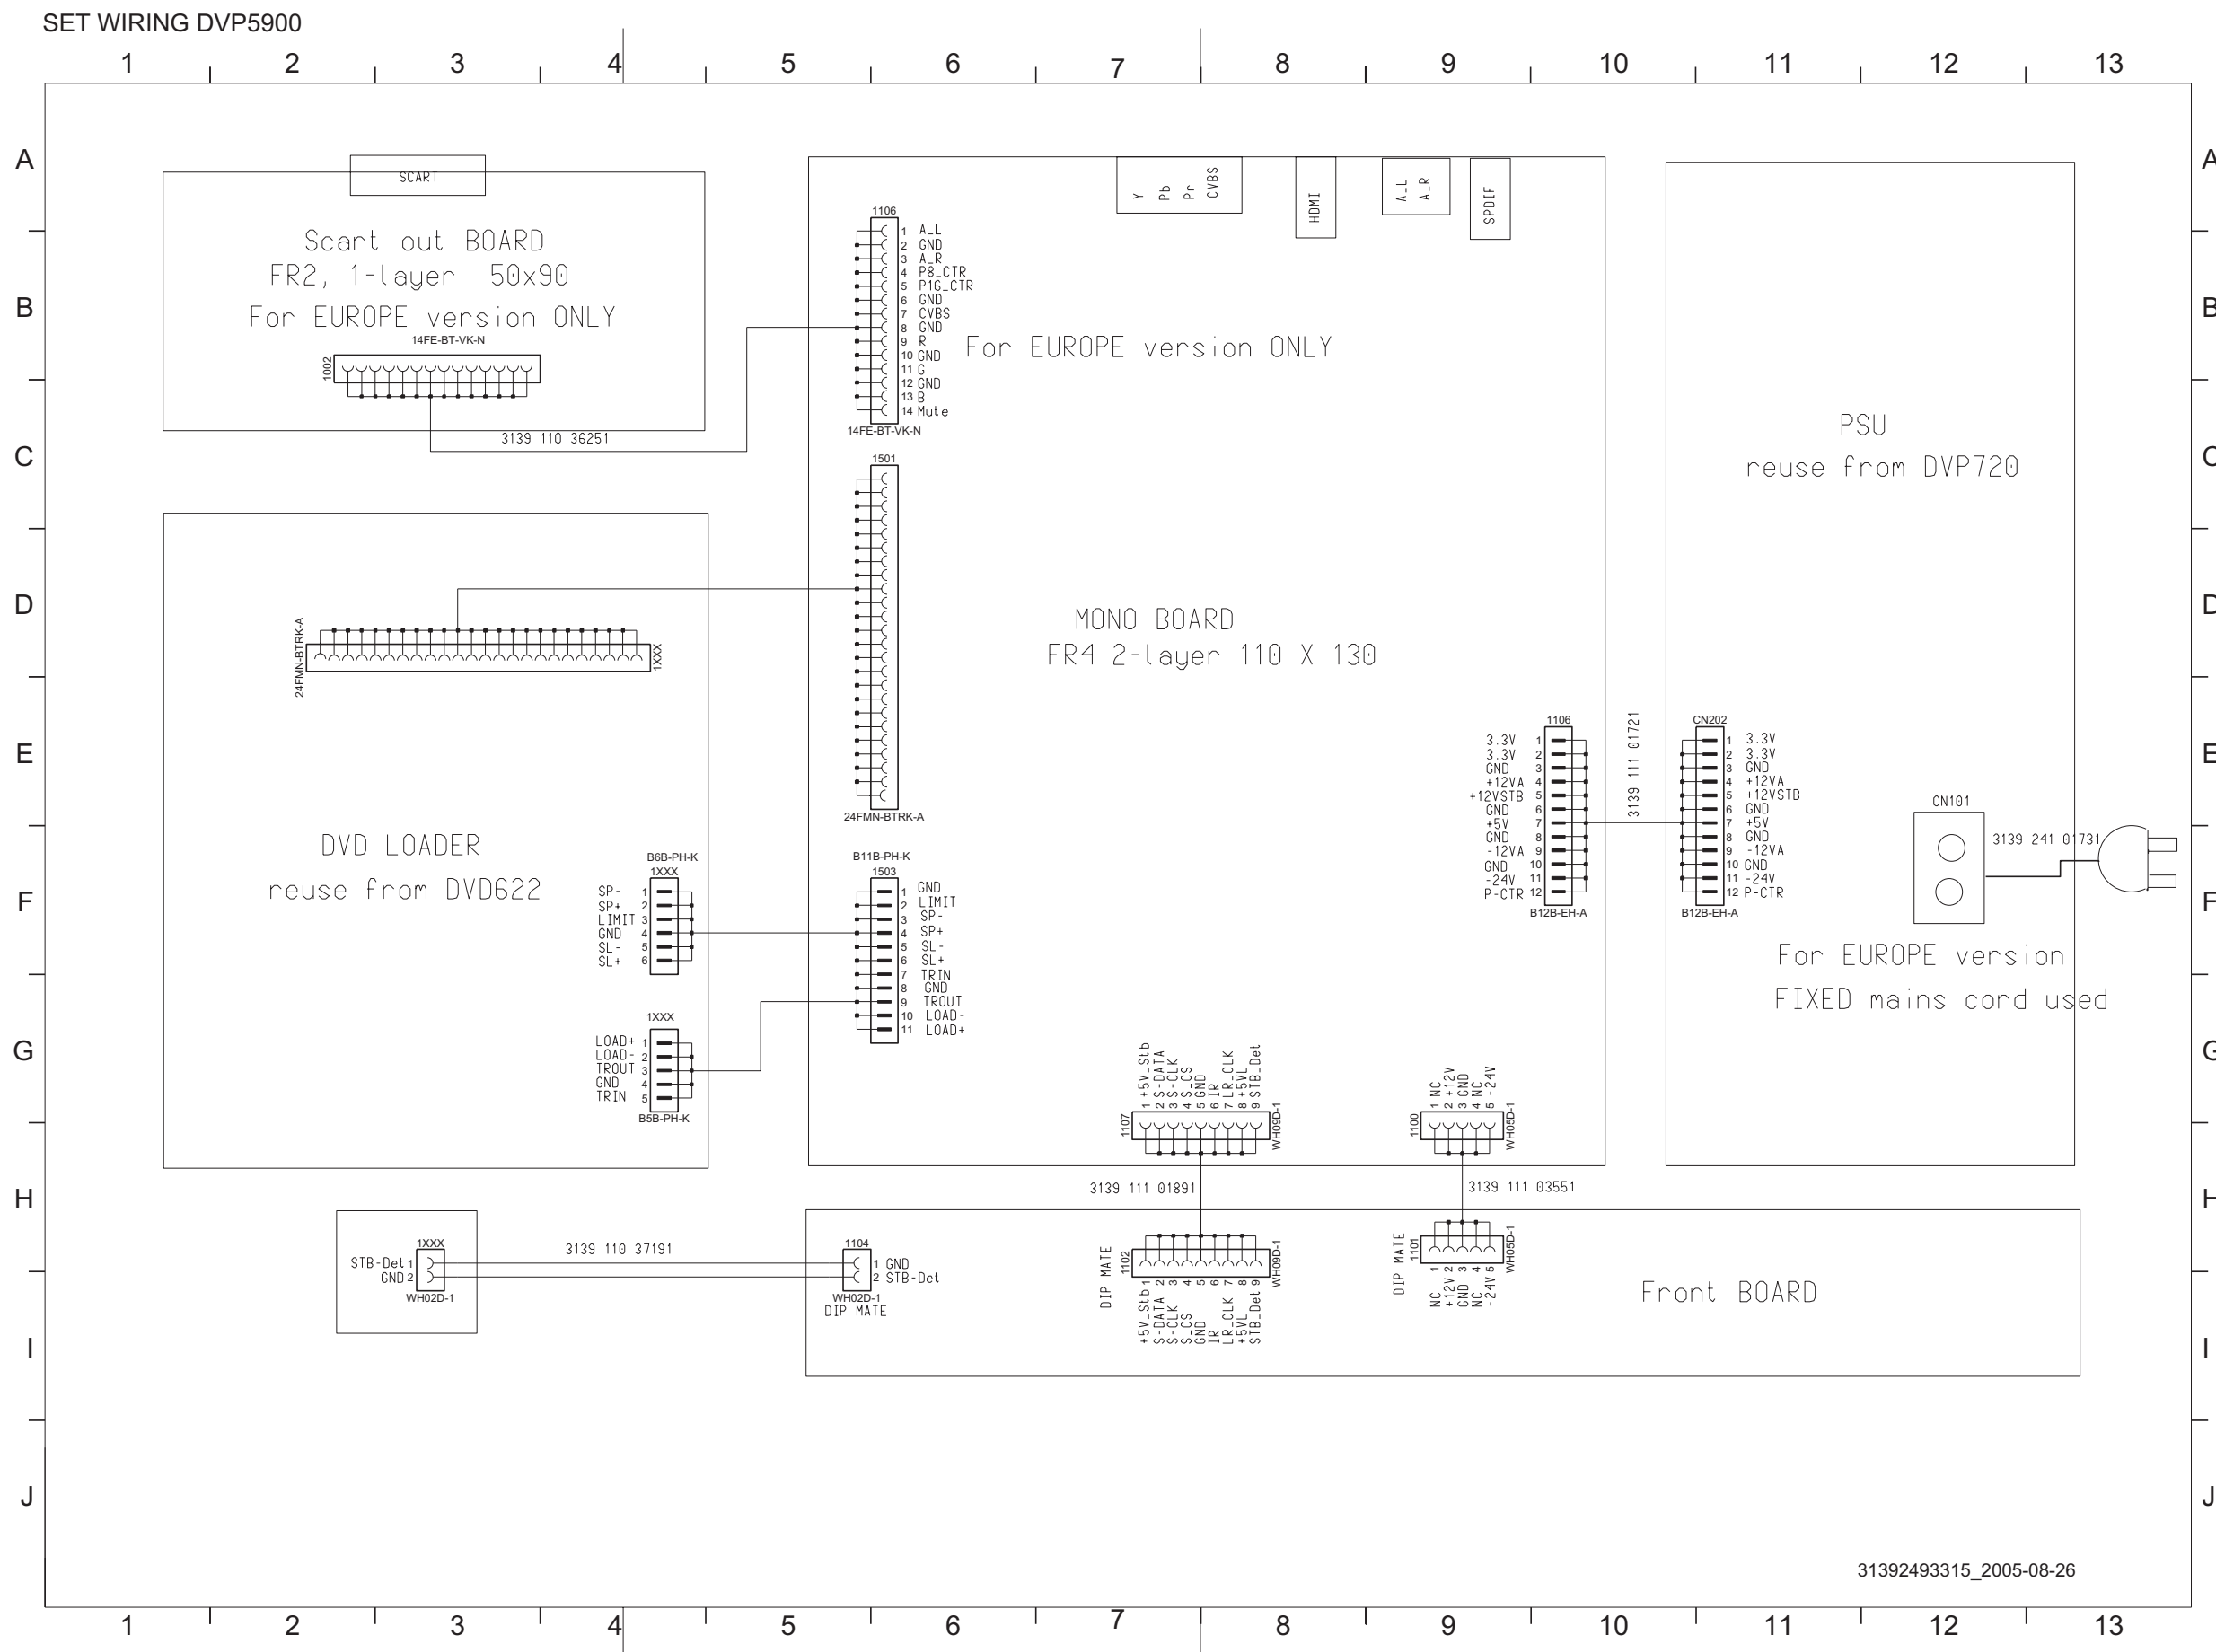 SET WIRING DVP5900
1 2 3 4 5 6 7 8 9 10 11 12 13
A
B
C
D
E
F
G
H
I
J
SCART
Scart out BOARD
FR2, 1-layer 50x90
For EUROPE version ONLY
14FE-BT-VK-N
1002
3139 110 36251
1106
1 A_L
2 GND
3 A_R
4 P8_CTR
5 P16_CTR
6 GND
7 CVBS
8 GND
9 R
10 GND
11 G
12 GND
13 B
14 Mute
14FE-BT-VK-N
For EUROPE version ONLY
Y
Pb
Pr
CVBS
HDMI
A_L
A_R
SPDIF
PSU
reuse from DVP720
1501
24FMN-BTRK-A
MONO BOARD
FR4 2-layer 110 X 130
24FMN-BTRK-A
1XXX
DVD LOADER
reuse from DVD622
B6B-PH-K
1XXX
SP- 1
SP+ 2
LIMIT 3
GND 4
SL- 5
SL+ 6
1XXX
LOAD+ 1
LOAD- 2
TROUT 3
GND 4
TRIN 5
B5B-PH-K
B11B-PH-K
1503
1 GND
2 LIMIT
3 SP-
4 SP+
5 SL-
6 SL+
7 TRIN
8 GND
9 TROUT
10 LOAD-
11 LOAD+
1106
3.3V 1
3.3V 2
GND 3
+12VA 4
+12VSTB 5
GND 6
+5V 7
GND 8
-12VA 9
GND 10
-24V 11
P-CTR 12
B12B-EH-A
3139 111 01721
CN202
1 3.3V
2 3.3V
3 GND
4 +12VA
5 +12VSTB
6 GND
7 +5V
8 GND
9 -12VA
10 GND
11 -24V
12 P-CTR
B12B-EH-A
CN101
3139 241 01731
For EUROPE version
FIXED mains cord used
1107
1 +5V_Stb
2 S-DATA
3 S-CLK
4 S_CS
5 GND
6 IR
7 LR_CLK
8 +5VL
9 STB_Det
WH09D-1
1100
1 NC
2 +12V
3 GND
4 NC
5 -24V
WH05D-1
3139 111 01891
3139 111 03551
1XXX
STB-Det 1
GND 2
WH02D-1
3139 110 37191
1104
1 GND
2 STB-Det
WH02D-1
DIP MATE
DIP MATE
1102
+5V_Stb 1
S-DATA 2
S-CLK 3
S_CS 4
GND 5
IR 6
LR_CLK 7
+5VL 8
STB_Det 9
WH09D-1
DIP MATE
1101
NC 1
+12V 2
GND 3
NC 4
-24V 5
WH05D-1
Front BOARD
A
B
C
D
E
F
G
H
I
J
31392493315_2005-08-26
1 2 3 4 5 6 7 8 9 10 11 12 13